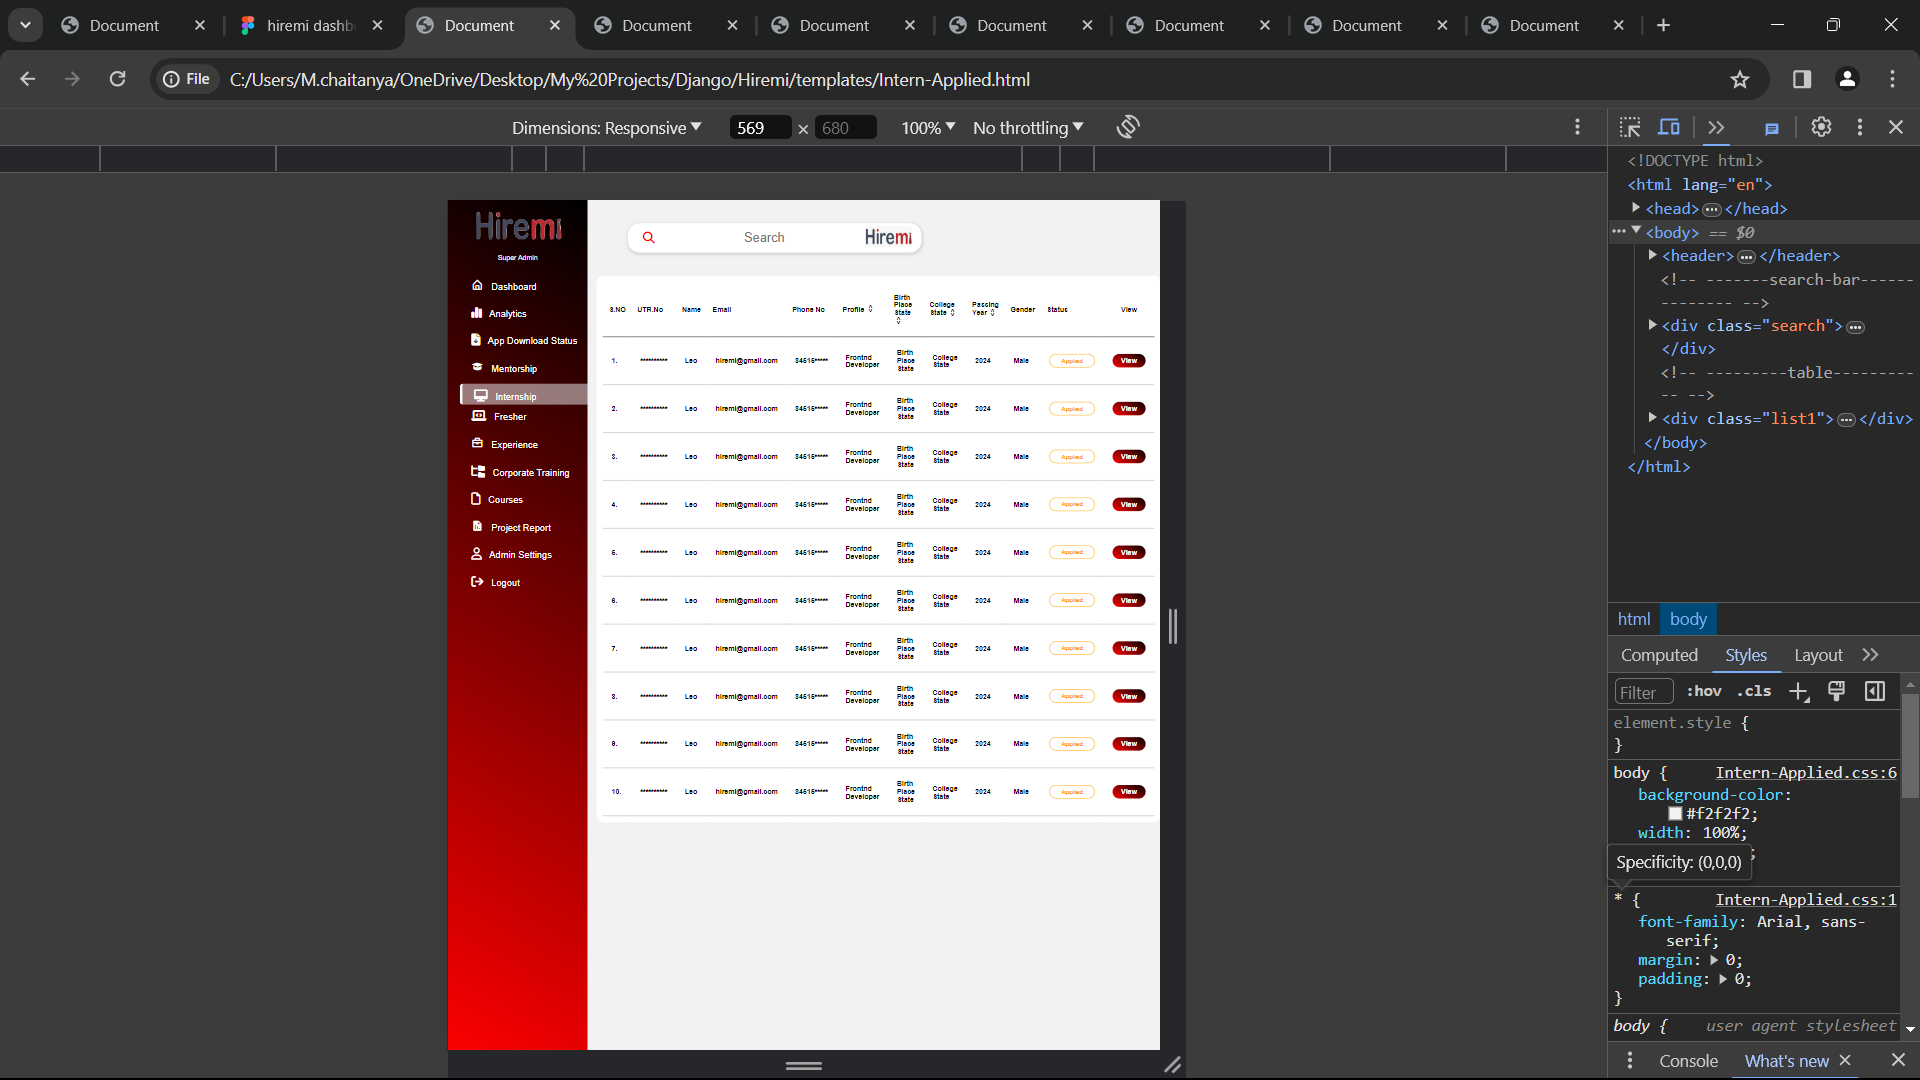 Document
hiremi dashb
Document
Document
Document
Document
Document
Document
Document
File
C:/Users/M.chaitanya/OneDrive/Desktop/My%20Projects/Django/Hiremi/templates/Intern-Applied.html
Dimensions: Responsive 569 × 680 100% No throttling
Hiremi
Super Admin
Dashboard
Analytics
App Download Status
Mentorship
Internship
Fresher
Experience
Corporate Training
Courses
Project Report
Admin Settings
Logout
Search Hiremi
S.NO UTR.No Name Email Phone No Profile Birth Place State College State Passing Year Gender Status View
1. ********** Leo hiremi@gmail.com 84615***** Frontnd Developer Birth Place State College State 2024 Male Applied View
2. ********** Leo hiremi@gmail.com 84615***** Frontnd Developer Birth Place State College State 2024 Male Applied View
3. ********** Leo hiremi@gmail.com 84615***** Frontnd Developer Birth Place State College State 2024 Male Applied View
4. ********** Leo hiremi@gmail.com 84615***** Frontnd Developer Birth Place State College State 2024 Male Applied View
5. ********** Leo hiremi@gmail.com 84615***** Frontnd Developer Birth Place State College State 2024 Male Applied View
6. ********** Leo hiremi@gmail.com 84615***** Frontnd Developer Birth Place State College State 2024 Male Applied View
7. ********** Leo hiremi@gmail.com 84615***** Frontnd Developer Birth Place State College State 2024 Male Applied View
8. ********** Leo hiremi@gmail.com 84615***** Frontnd Developer Birth Place State College State 2024 Male Applied View
9. ********** Leo hiremi@gmail.com 84615***** Frontnd Developer Birth Place State College State 2024 Male Applied View
10. ********** Leo hiremi@gmail.com 84615***** Frontnd Developer Birth Place State College State 2024 Male Applied View
<!DOCTYPE html>
<html lang="en">
<head> ··· </head>
··· <body> == $0
<header> ··· </header>
<!-- ---------search-bar------
-------- -->
<div class="search"> ···
</div>
<!-- ---------table---------
-- -->
<div class="list1"> ··· </div>
</body>
</html>
html body
Computed Styles Layout
Filter :hov .cls
element.style {
}
body { Intern-Applied.css:6
background-color:
#f2f2f2;
width: 100%;
;
Specificity: (0,0,0)
* { Intern-Applied.css:1
font-family: Arial, sans-
serif;
margin: 0;
padding: 0;
}
body { user agent stylesheet
Console What's new